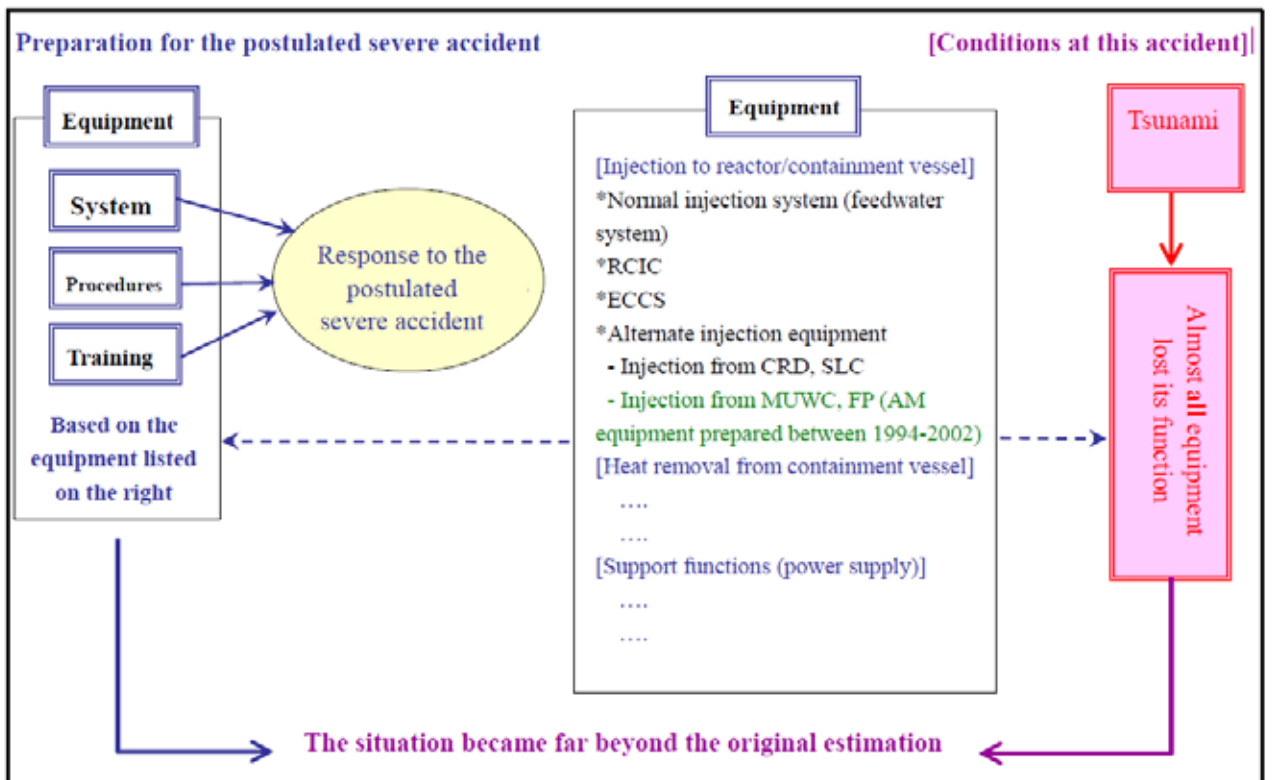 Preparation for the postulated severe accident
[Conditions at this accident]
Equipment
System
Procedures
Training
Based on the
equipment listed
on the right
Response to the
postulated
severe accident
Equipment
[Injection to reactor/containment vessel]
*Normal injection system (feedwater
system)
*RCIC
*ECCS
*Alternate injection equipment
- Injection from CRD, SLC
- Injection from MUWC, FP (AM
equipment prepared between 1994-2002)
[Heat removal from containment vessel]
....
....
[Support functions (power supply)]
....
....
Tsunami
Almost all equipment
lost its function
The situation became far beyond the original estimation